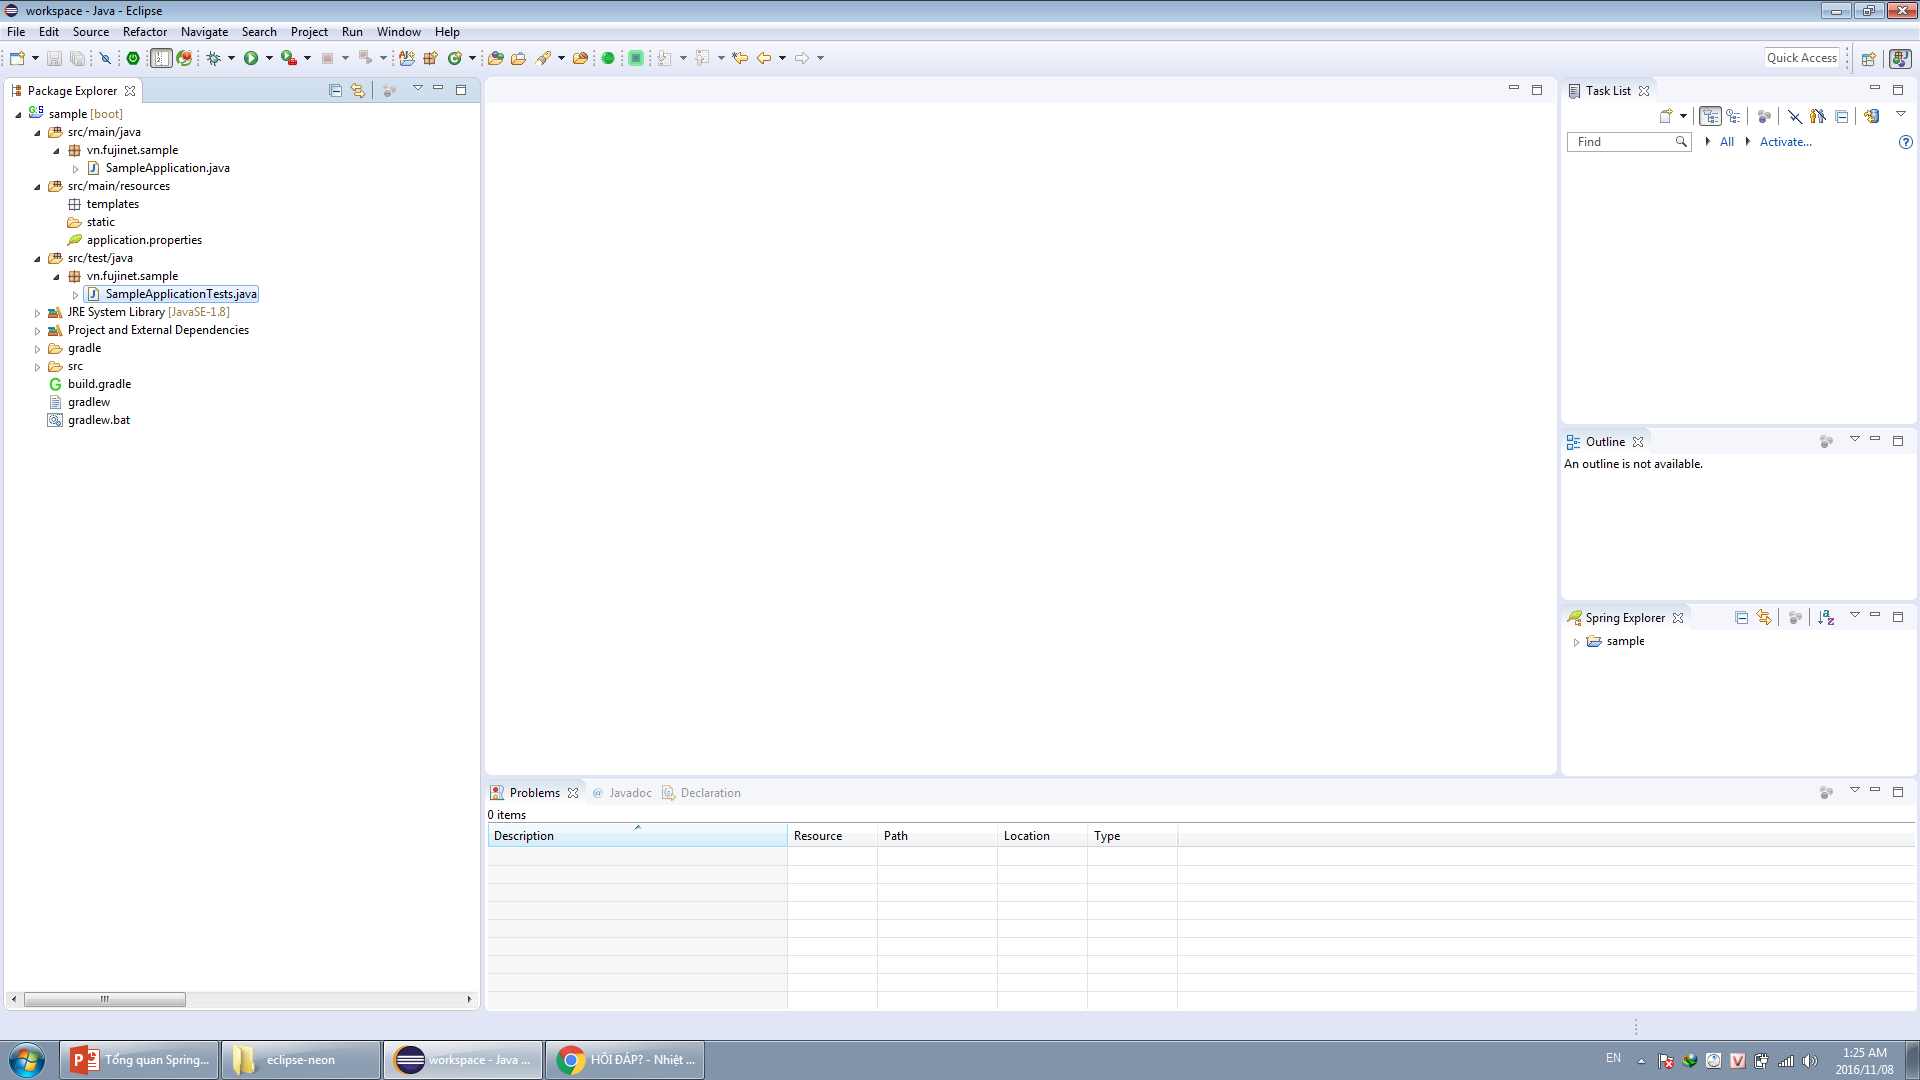 workspace - Java - Eclipse
File Edit Source Refactor Navigate Search Project Run Window Help
Quick Access
Package Explorer
sample [boot]
src/main/java
vn.fujinet.sample
SampleApplication.java
src/main/resources
templates
static
application.properties
src/test/java
vn.fujinet.sample
SampleApplicationTests.java
JRE System Library [JavaSE-1.8]
Project and External Dependencies
gradle
src
build.gradle
gradlew
gradlew.bat
Task List
Find All Activate...
Outline
An outline is not available.
Spring Explorer
sample
Problems Javadoc Declaration
0 items
Description Resource Path Location Type
Tổng quan Spring... eclipse-neon workspace - Java ... HỎI ĐÁP? - Nhiệt ...
EN
1:25 AM
2016/11/08